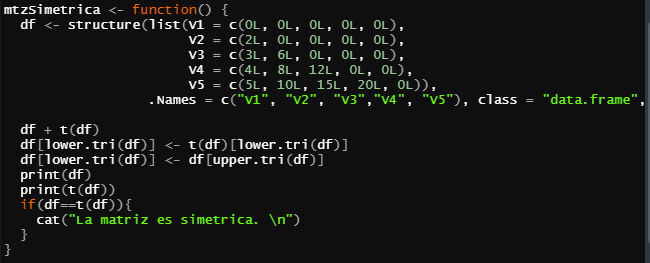 mtzSimetrica <- function() {
df <- structure(list(V1 = c(0L, 0L, 0L, 0L, 0L),
V2 = c(2L, 0L, 0L, 0L, 0L),
V3 = c(3L, 6L, 0L, 0L, 0L),
V4 = c(4L, 8L, 12L, 0L, 0L),
V5 = c(5L, 10L, 15L, 20L, 0L)),
.Names = c("V1", "V2", "V3","V4", "V5"), class = "data.frame",
df + t(df)
df[lower.tri(df)] <- t(df)[lower.tri(df)]
df[lower.tri(df)] <- df[upper.tri(df)]
print(df)
print(t(df))
if(df==t(df)){
cat("La matriz es simetrica. \n")
}
}